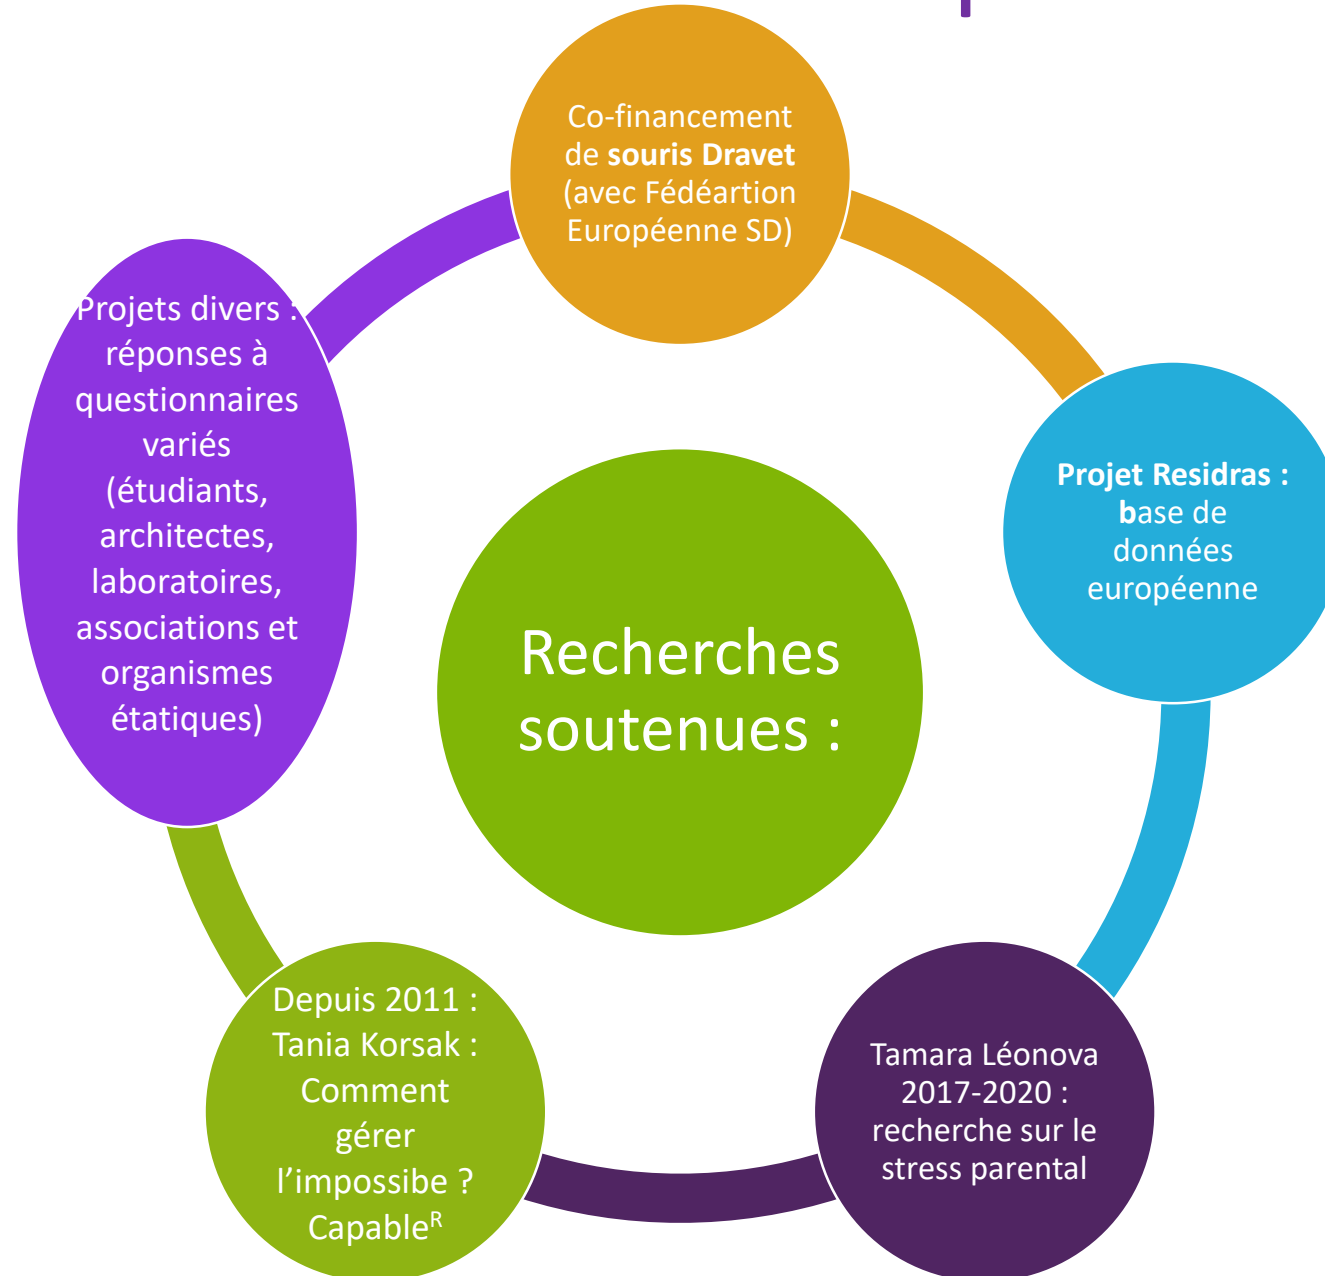 Co-financement
de souris Dravet
(avec Fédéartion
Européenne SD)
Projet Residras :
base de
données
européenne
Tamara Léonova
2017-2020 :
recherche sur le
stress parental
Depuis 2011 :
Tania Korsak :
Comment
gérer
l’impossibe ?
Capableᴿ
Projets divers :
réponses à
questionnaires
variés
(étudiants,
architectes,
laboratoires,
associations et
organismes
étatiques)
Recherches
soutenues :